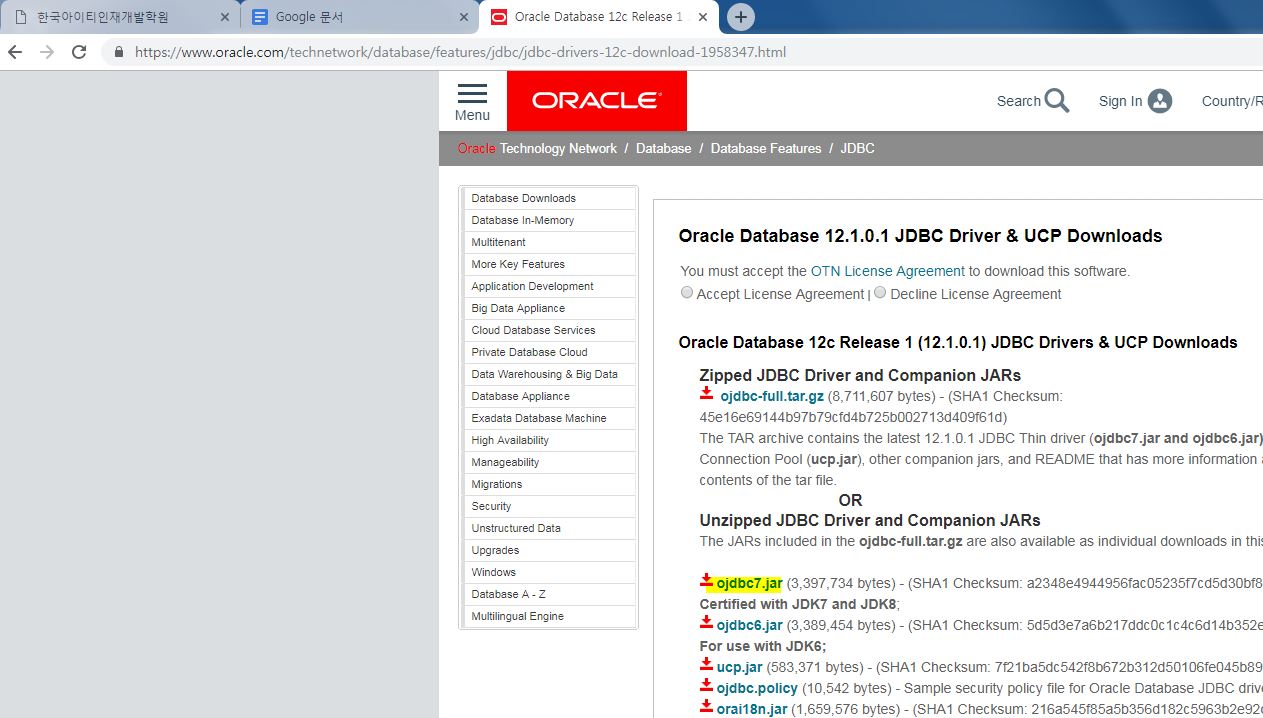 한국아이티인재개발학원
Google 문서
Oracle Database 12c Release 1
https://www.oracle.com/technetwork/database/features/jdbc/jdbc-drivers-12c-download-1958347.html
Menu
ORACLE
Search
Sign In
Country/R
Oracle Technology Network / Database / Database Features / JDBC
Database Downloads
Database In-Memory
Multitenant
More Key Features
Application Development
Big Data Appliance
Cloud Database Services
Private Database Cloud
Data Warehousing & Big Data
Database Appliance
Exadata Database Machine
High Availability
Manageability
Migrations
Security
Unstructured Data
Upgrades
Windows
Database A - Z
Multilingual Engine
Oracle Database 12.1.0.1 JDBC Driver & UCP Downloads
You must accept the OTN License Agreement to download this software.
Accept License Agreement | Decline License Agreement
Oracle Database 12c Release 1 (12.1.0.1) JDBC Drivers & UCP Downloads
Zipped JDBC Driver and Companion JARs
ojdbc-full.tar.gz (8,711,607 bytes) - (SHA1 Checksum:
45e16e69144b97b79cfd4b725b002713d409f61d)
The TAR archive contains the latest 12.1.0.1 JDBC Thin driver (ojdbc7.jar and ojdbc6.jar)
Connection Pool (ucp.jar), other companion jars, and README that has more information
contents of the tar file.
OR
Unzipped JDBC Driver and Companion JARs
The JARs included in the ojdbc-full.tar.gz are also available as individual downloads in this
ojdbc7.jar (3,397,734 bytes) - (SHA1 Checksum: a2348e4944956fac05235f7cd5d30bf8
Certified with JDK7 and JDK8;
ojdbc6.jar (3,389,454 bytes) - (SHA1 Checksum: 5d5d3e7a6b217ddc0c1c4c6d14b352e
For use with JDK6;
ucp.jar (583,371 bytes) - (SHA1 Checksum: 7f21ba5dc542f8b672b312d50106fe045b89
ojdbc.policy (10,542 bytes) - Sample security policy file for Oracle Database JDBC drive
orai18n.jar (1,659,576 bytes) - (SHA1 Checksum: 216a545f85a5b356d182c5963b2e92c